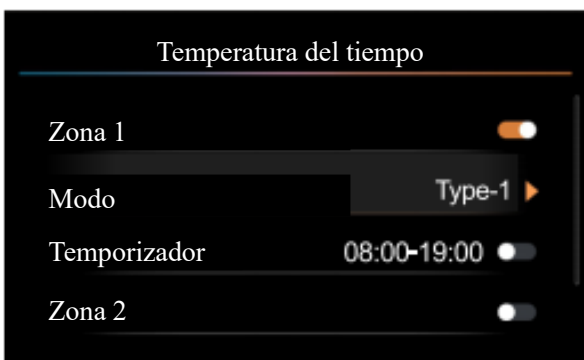 Temperatura del tiempo
Zona 1
Modo Type-1
Temporizador 08:00-19:00
Zona 2